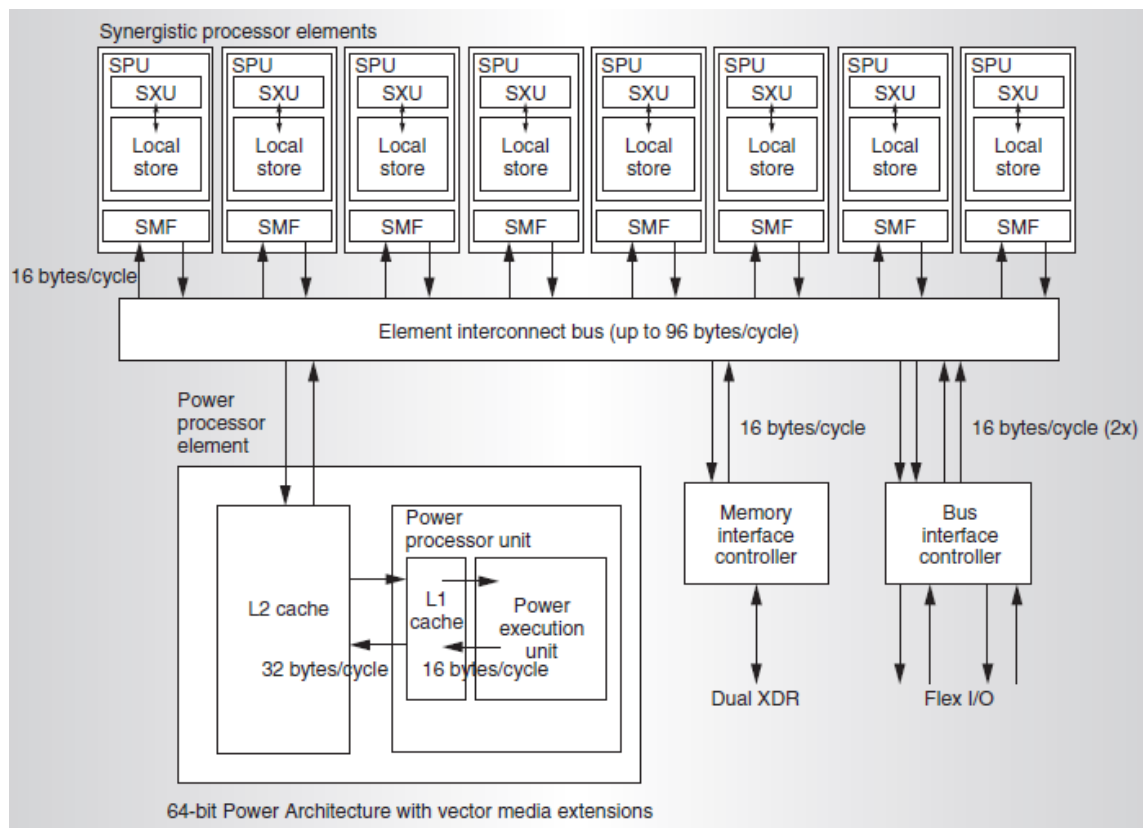 Synergistic processor elements
SPU SPU SPU SPU SPU SPU SPU SPU
SXU SXU SXU SXU SXU SXU SXU SXU
Local Local Local Local Local Local Local Local
store store store store store store store store
SMF SMF SMF SMF SMF SMF SMF SMF
16 bytes/cycle
Element interconnect bus (up to 96 bytes/cycle)
Power
processor
element
16 bytes/cycle
16 bytes/cycle (2x)
Power
processor unit
L2 cache
L1
cache
Power
execution
unit
32 bytes/cycle
16 bytes/cycle
Memory
interface
controller
Bus
interface
controller
Dual XDR
Flex I/O
64-bit Power Architecture with vector media extensions